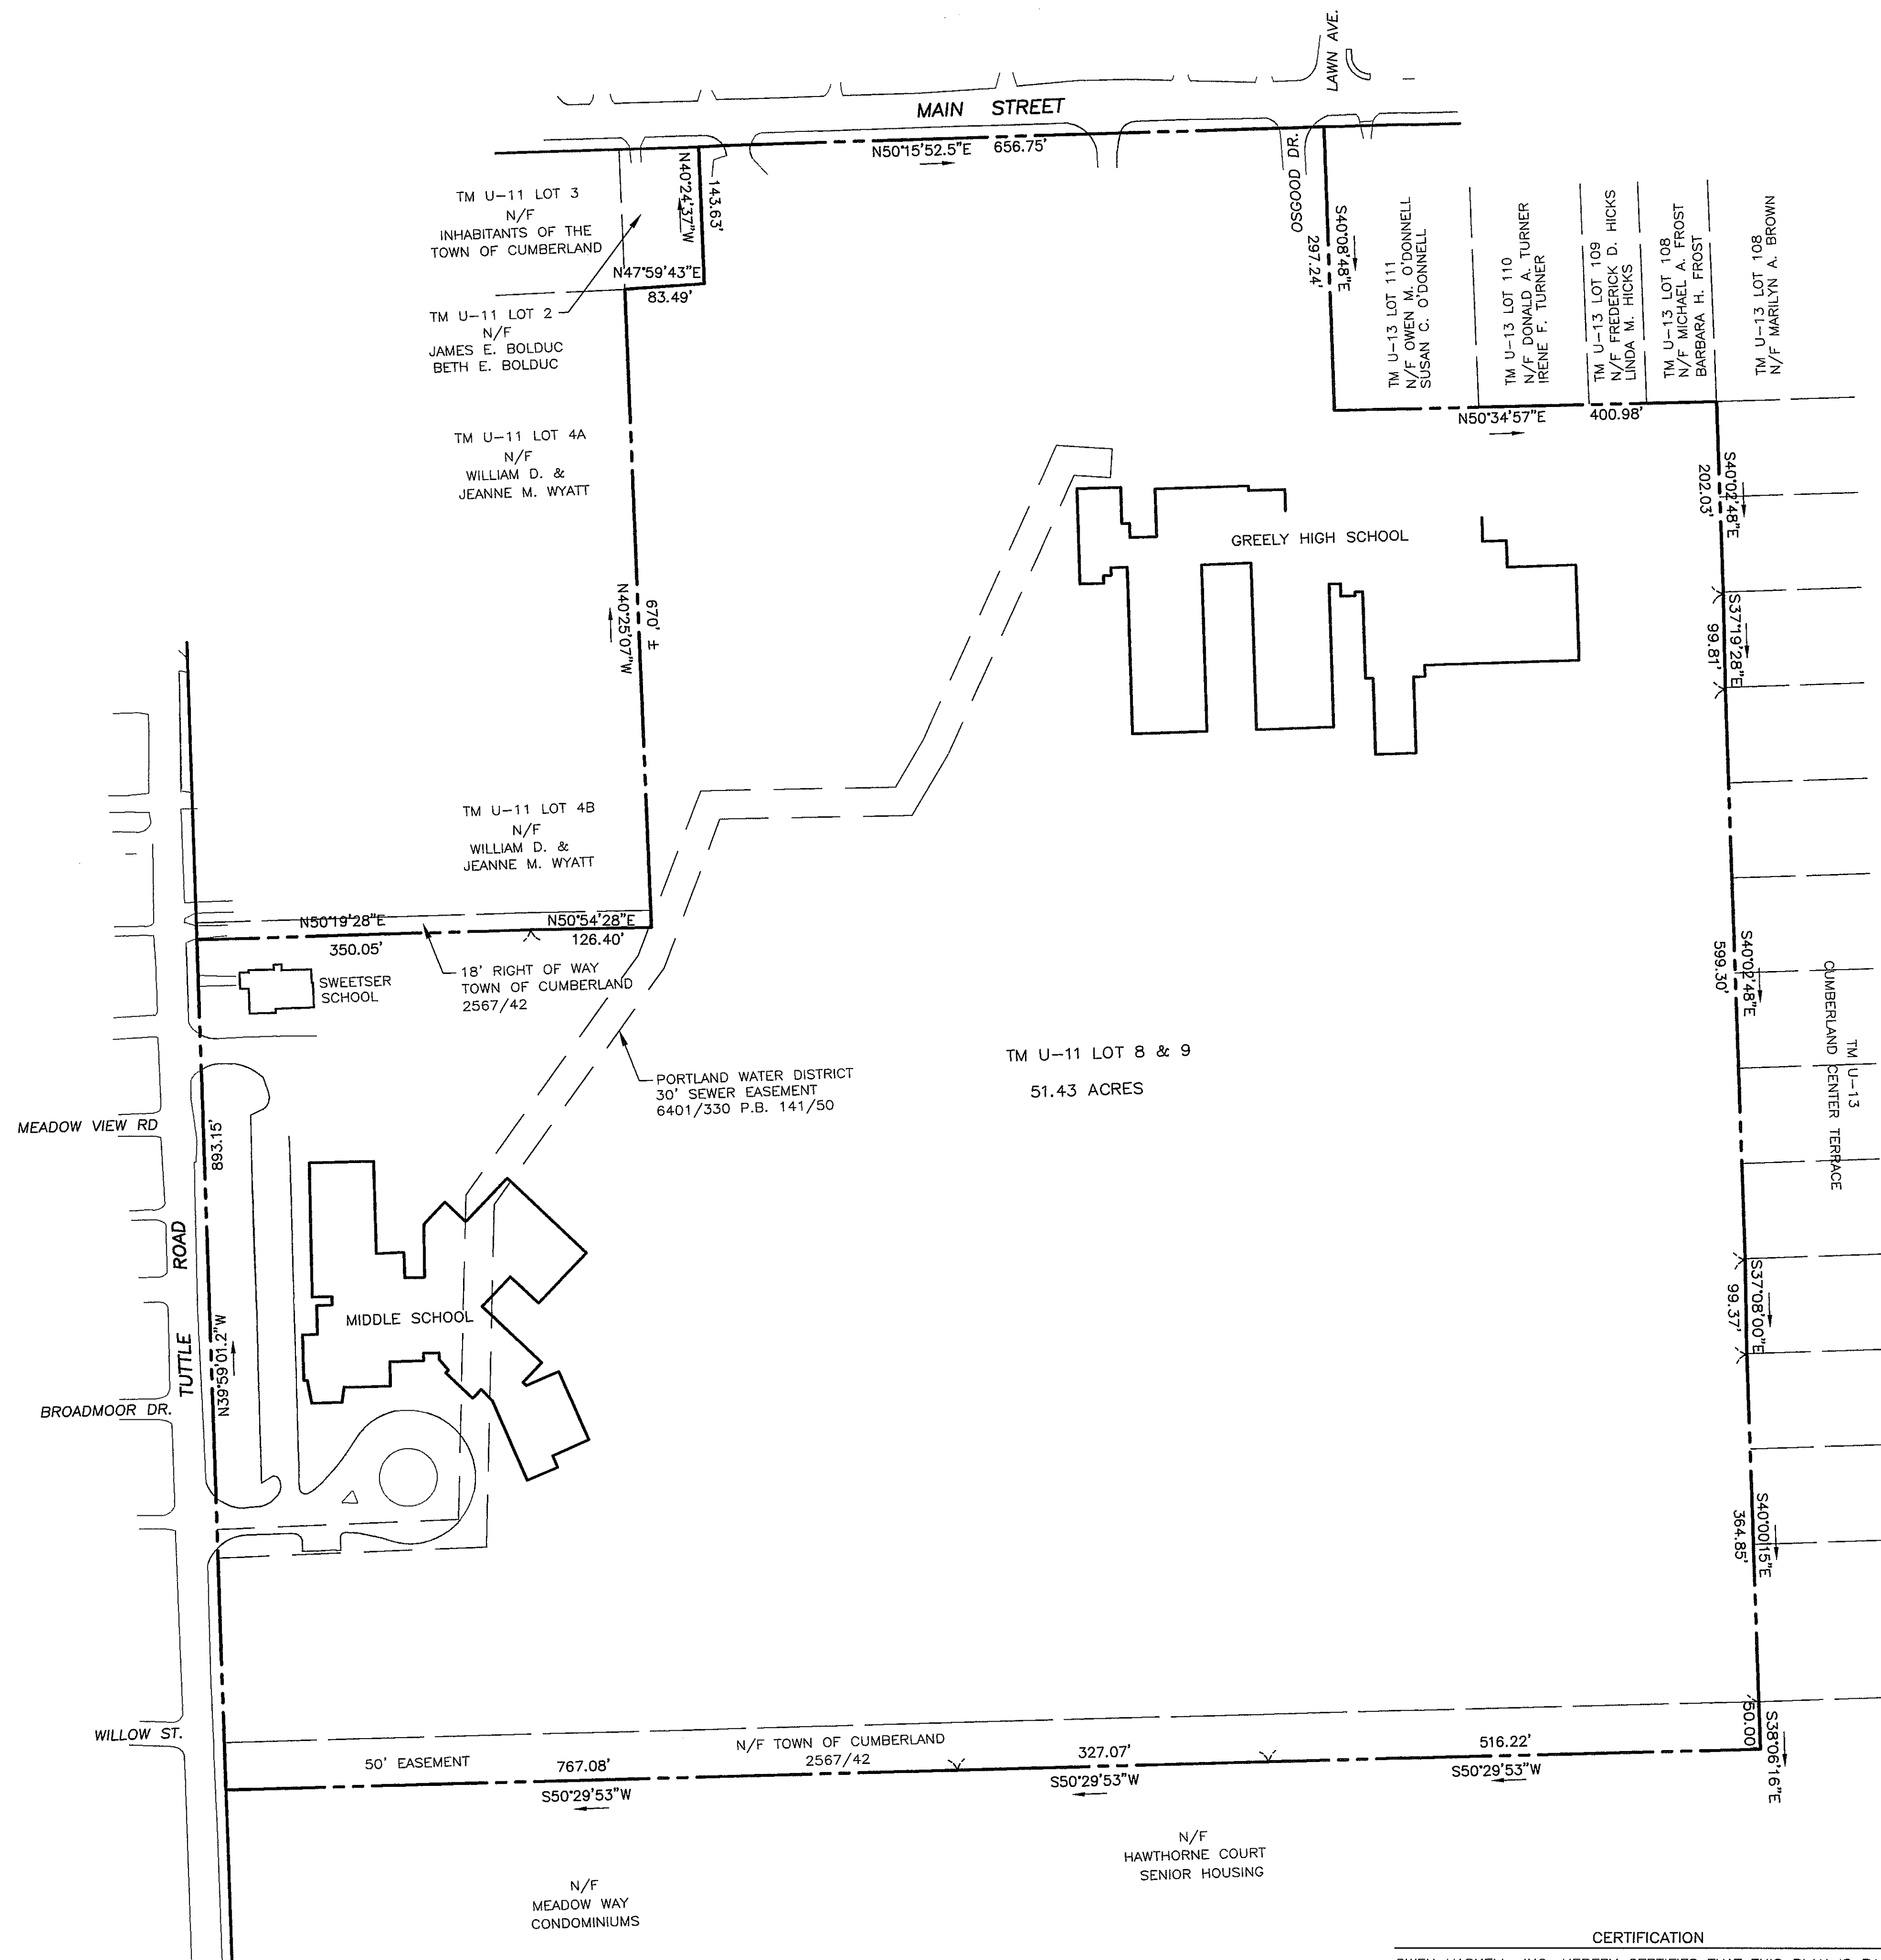 LAWN AVE.
MAIN STREET
N50°15'52.5"E 656.75'
OSGOOD DR.
TM U-11 LOT 3
N/F
INHABITANTS OF THE
TOWN OF CUMBERLAND
N40°24'37"W
143.63'
N47°59'43"E
83.49'
TM U-11 LOT 2
N/F
JAMES E. BOLDUC
BETH E. BOLDUC
S40°08'48"E
297.24'
TM U-13 LOT 111
N/F OWEN M. O'DONNELL
SUSAN C. O'DONNELL
TM U-13 LOT 110
N/F DONALD A. TURNER
IRENE F. TURNER
TM U-13 LOT 109
N/F FREDERICK D. HICKS
LINDA M. HICKS
TM U-13 LOT 108
N/F MICHAEL A. FROST
BARBARA H. FROST
TM U-13 LOT 108
N/F MARILYN A. BROWN
N50°34'57"E 400.98'
TM U-11 LOT 4A
N/F
WILLIAM D. &
JEANNE M. WYATT
S40°02'48"E
202.03'
GREELY HIGH SCHOOL
670' ±
N40°25'07"W
S37°19'28"E
99.81'
TM U-11 LOT 4B
N/F
WILLIAM D. &
JEANNE M. WYATT
N50°19'28"E
350.05'
N50°54'28"E
126.40'
18' RIGHT OF WAY
TOWN OF CUMBERLAND
2567/42
SWEETSER
SCHOOL
S40°02'48"E
599.30'
TM U-13
CUMBERLAND CENTER TERRACE
TM U-11 LOT 8 & 9
51.43 ACRES
PORTLAND WATER DISTRICT
30' SEWER EASEMENT
6401/330 P.B. 141/50
MEADOW VIEW RD
893.15'
TUTTLE ROAD
N39°59'01.2"W
MIDDLE SCHOOL
S37°08'00"E
99.37'
BROADMOOR DR.
S40°00'15"E
364.85'
WILLOW ST.
50.00'
S38°06'16"E
50' EASEMENT
767.08'
N/F TOWN OF CUMBERLAND
2567/42
327.07'
516.22'
S50°29'53"W
S50°29'53"W
S50°29'53"W
N/F
HAWTHORNE COURT
SENIOR HOUSING
N/F
MEADOW WAY
CONDOMINIUMS
CERTIFICATION